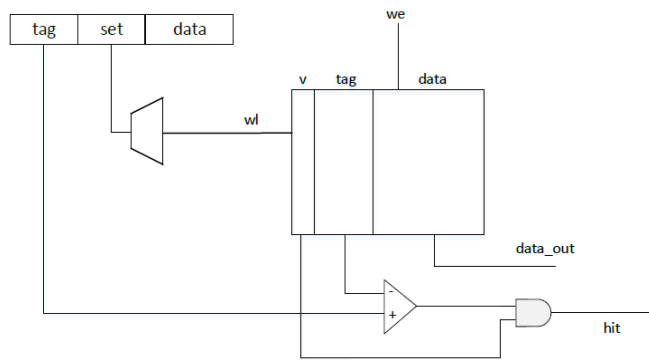 we
tag set data
v tag data
wl
data_out
-
+
hit